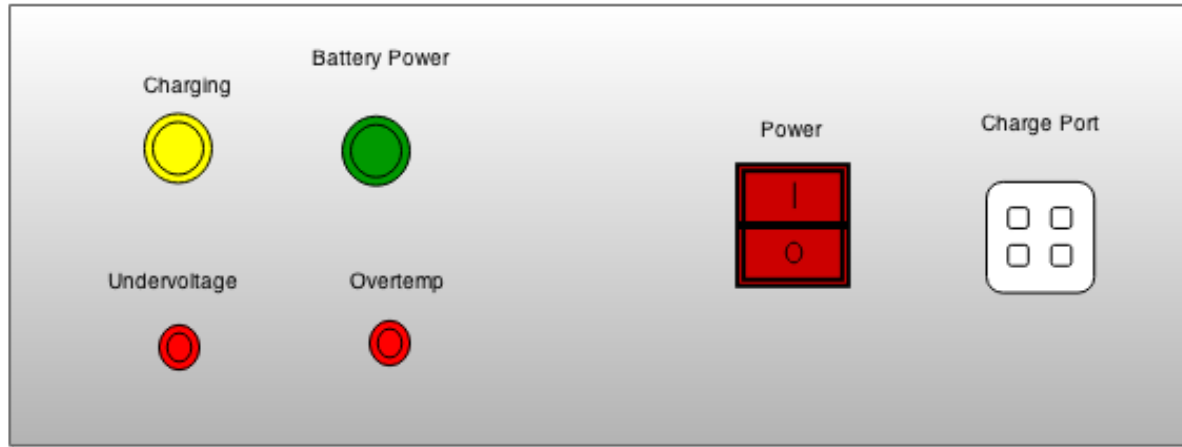 Battery Power
Charging
Power
Charge Port
|
O
Undervoltage
Overtemp